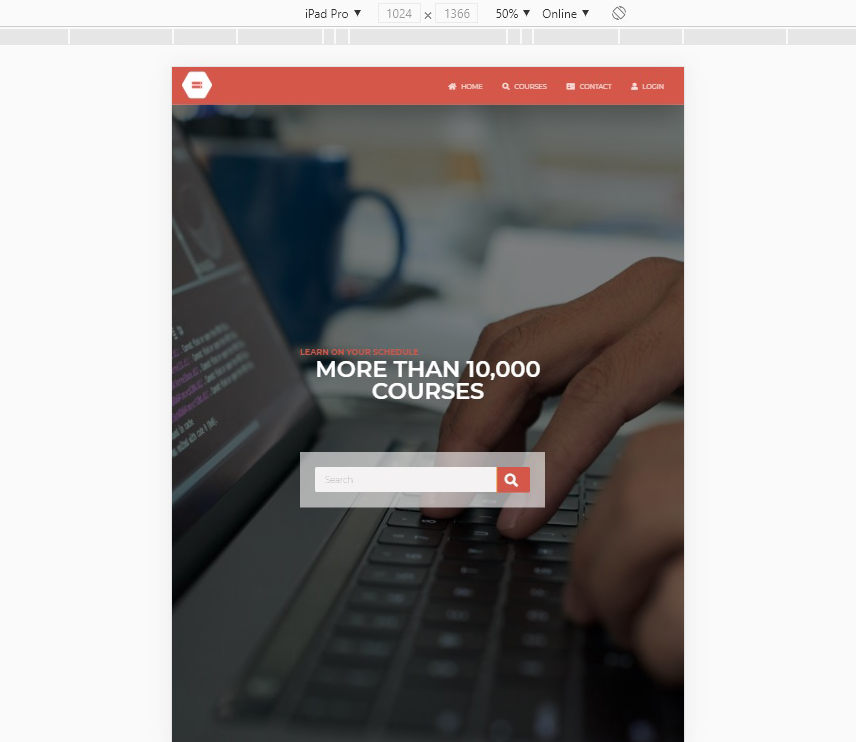 iPad Pro ▼ 1024 × 1366 50% ▼ Online ▼
HOME COURSES CONTACT LOGIN
LEARN ON YOUR SCHEDULE
MORE THAN 10,000
COURSES
Search